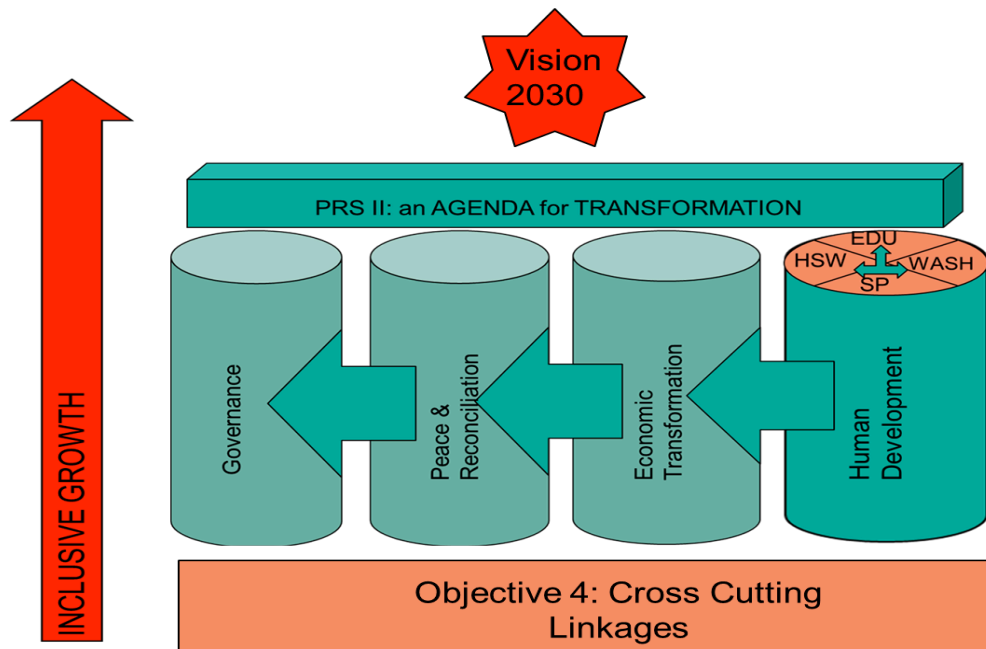 Vision
2030
PRS II: an AGENDA for TRANSFORMATION
EDU
HSW
WASH
SP
INCLUSIVE GROWTH
Governance
Peace &
Reconciliation
Economic
Transformation
Human
Development
Objective 4: Cross Cutting
Linkages